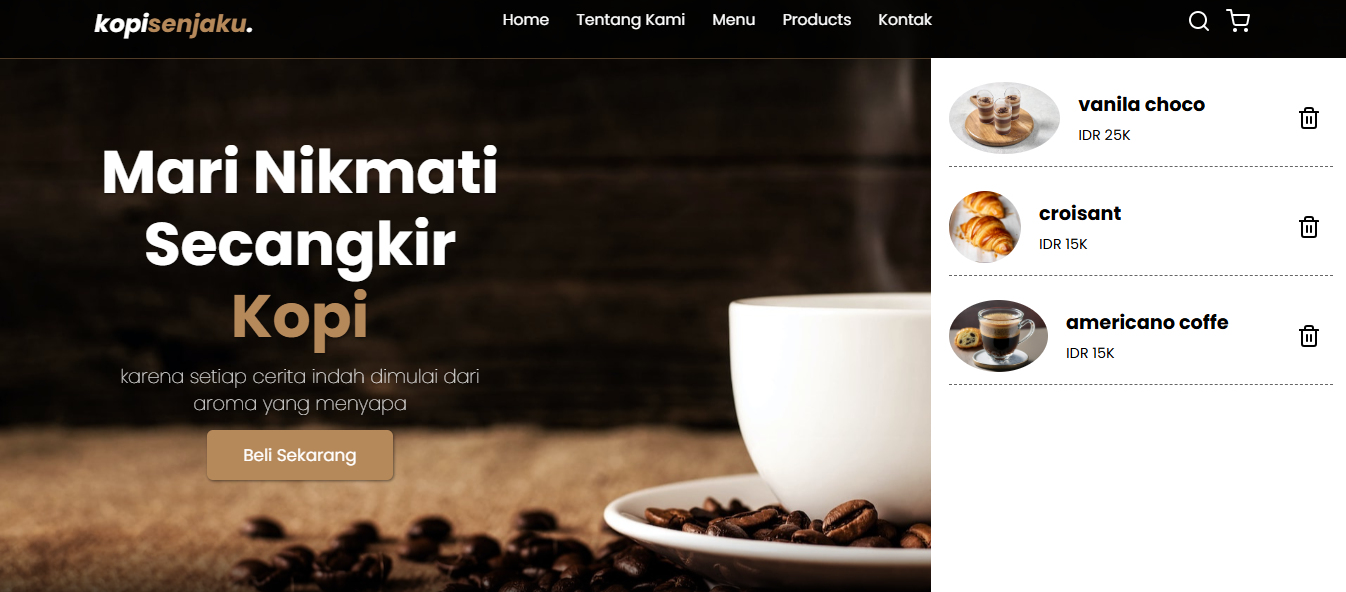 kopisenjaku.
Home Tentang Kami Menu Products Kontak
Mari Nikmati
Secangkir
Kopi
karena setiap cerita indah dimulai dari
aroma yang menyapa
Beli Sekarang
vanila choco
IDR 25K
croisant
IDR 15K
americano coffe
IDR 15K